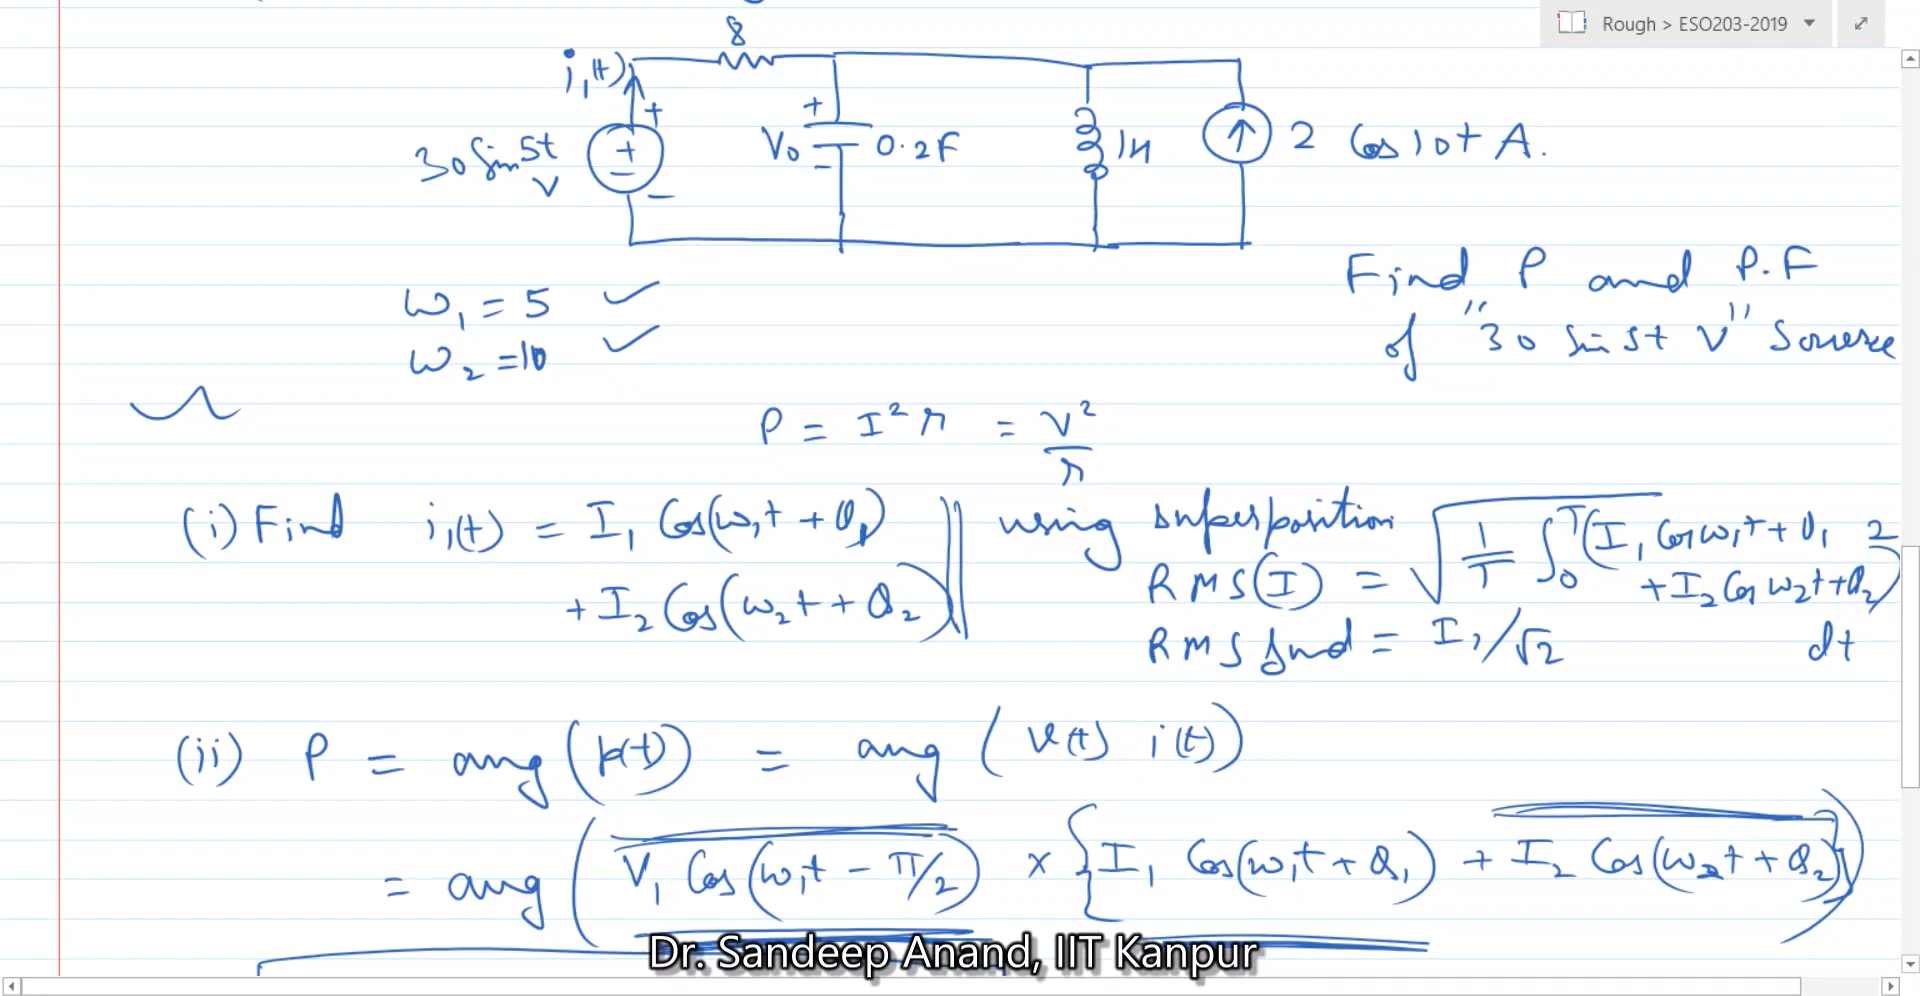 Rough > ESO203-2019
8
i₁(t)
+
30 Sin 5t V
+
−
−
+
V₀
−
0.2F
1H
2 Cos 10t A.
Find P and P.F
of "30 Sin 5t V" Source
ω₁ = 5 ✓
ω₂ = 10 ✓
P = I² r = V²/r
(i) Find i₁(t) = I₁ Cos(ω₁t + θ₁)
+ I₂ Cos(ω₂t + θ₂)
using superposition
RMS(I) = √(1/T ∫₀ᵀ (I₁ Cos ω₁t + θ₁ + I₂ Cos ω₂t + θ₂)² dt
RMS fund = I₁/√2
(ii) P = avg(p(t)) = avg (v(t) i(t))
= avg (V₁ Cos(ω₁t − π/2) × {I₁ Cos(ω₁t + θ₁) + I₂ Cos(ω₂t + θ₂)})
Dr. Sandeep Anand, IIT Kanpur